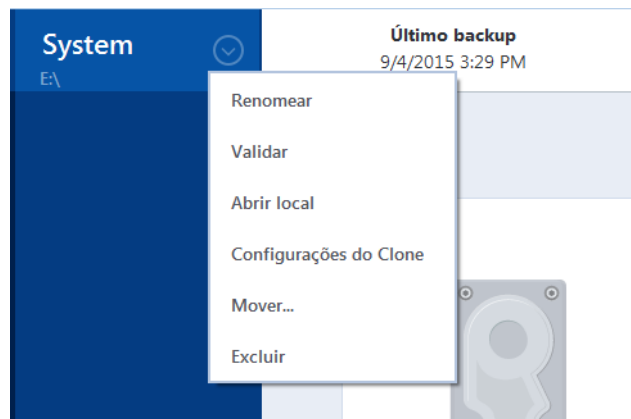 System
E:\
Último backup
9/4/2015 3:29 PM
Renomear
Validar
Abrir local
Configurações do Clone
Mover...
Excluir